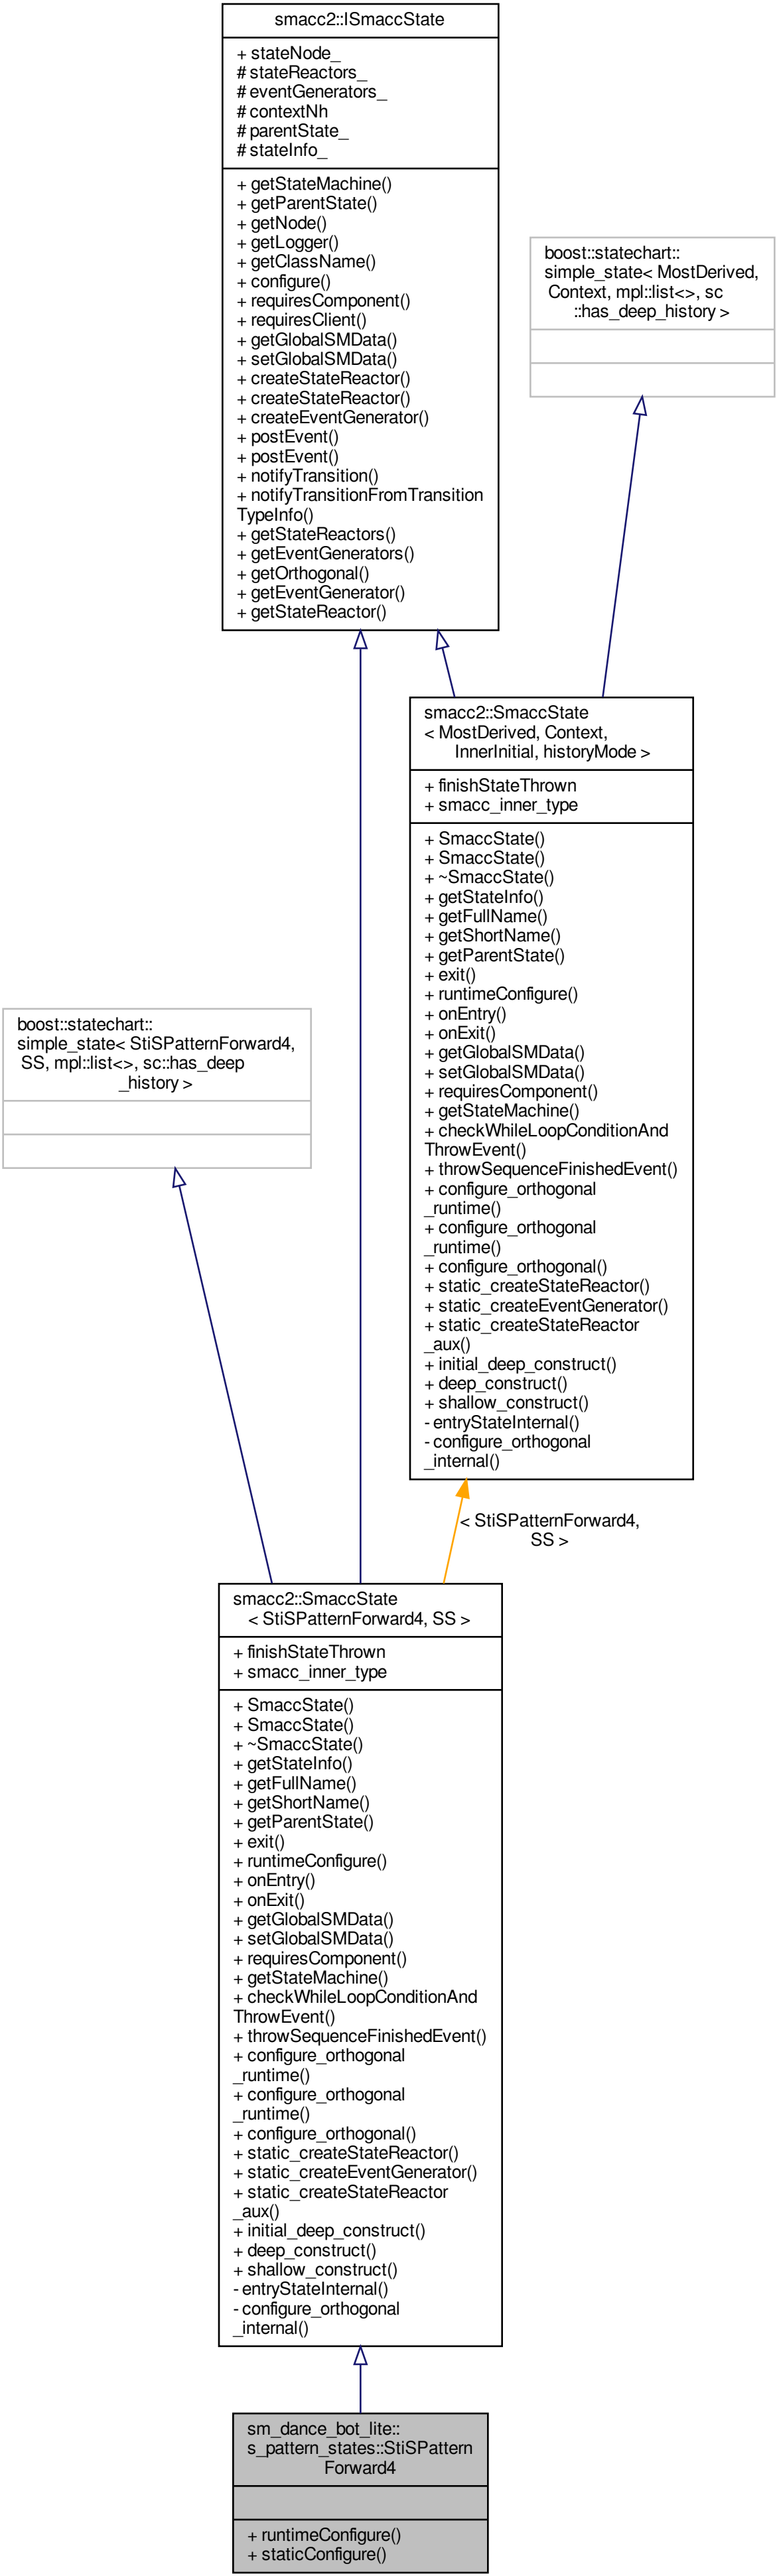 smacc2::ISmaccState
+ stateNode_
# stateReactors_
# eventGenerators_
# contextNh
# parentState_
# stateInfo_
+ getStateMachine()
+ getParentState()
+ getNode()
+ getLogger()
+ getClassName()
+ configure()
+ requiresComponent()
+ requiresClient()
+ getGlobalSMData()
+ setGlobalSMData()
+ createStateReactor()
+ createStateReactor()
+ createEventGenerator()
+ postEvent()
+ postEvent()
+ notifyTransition()
+ notifyTransitionFromTransition
TypeInfo()
+ getStateReactors()
+ getEventGenerators()
+ getOrthogonal()
+ getEventGenerator()
+ getStateReactor()
boost::statechart::
simple_state< MostDerived,
Context, mpl::list<>, sc
::has_deep_history >
smacc2::SmaccState
< MostDerived, Context,
InnerInitial, historyMode >
+ finishStateThrown
+ smacc_inner_type
+ SmaccState()
+ SmaccState()
+ ~SmaccState()
+ getStateInfo()
+ getFullName()
+ getShortName()
+ getParentState()
+ exit()
+ runtimeConfigure()
+ onEntry()
+ onExit()
+ getGlobalSMData()
+ setGlobalSMData()
+ requiresComponent()
+ getStateMachine()
+ checkWhileLoopConditionAnd
ThrowEvent()
+ throwSequenceFinishedEvent()
+ configure_orthogonal
_runtime()
+ configure_orthogonal
_runtime()
+ configure_orthogonal()
+ static_createStateReactor()
+ static_createEventGenerator()
+ static_createStateReactor
_aux()
+ initial_deep_construct()
+ deep_construct()
+ shallow_construct()
- entryStateInternal()
- configure_orthogonal
_internal()
boost::statechart::
simple_state< StiSPatternForward4,
SS, mpl::list<>, sc::has_deep
_history >
< StiSPatternForward4,
SS >
smacc2::SmaccState
< StiSPatternForward4, SS >
+ finishStateThrown
+ smacc_inner_type
+ SmaccState()
+ SmaccState()
+ ~SmaccState()
+ getStateInfo()
+ getFullName()
+ getShortName()
+ getParentState()
+ exit()
+ runtimeConfigure()
+ onEntry()
+ onExit()
+ getGlobalSMData()
+ setGlobalSMData()
+ requiresComponent()
+ getStateMachine()
+ checkWhileLoopConditionAnd
ThrowEvent()
+ throwSequenceFinishedEvent()
+ configure_orthogonal
_runtime()
+ configure_orthogonal
_runtime()
+ configure_orthogonal()
+ static_createStateReactor()
+ static_createEventGenerator()
+ static_createStateReactor
_aux()
+ initial_deep_construct()
+ deep_construct()
+ shallow_construct()
- entryStateInternal()
- configure_orthogonal
_internal()
sm_dance_bot_lite::
s_pattern_states::StiSPattern
Forward4
+ runtimeConfigure()
+ staticConfigure()